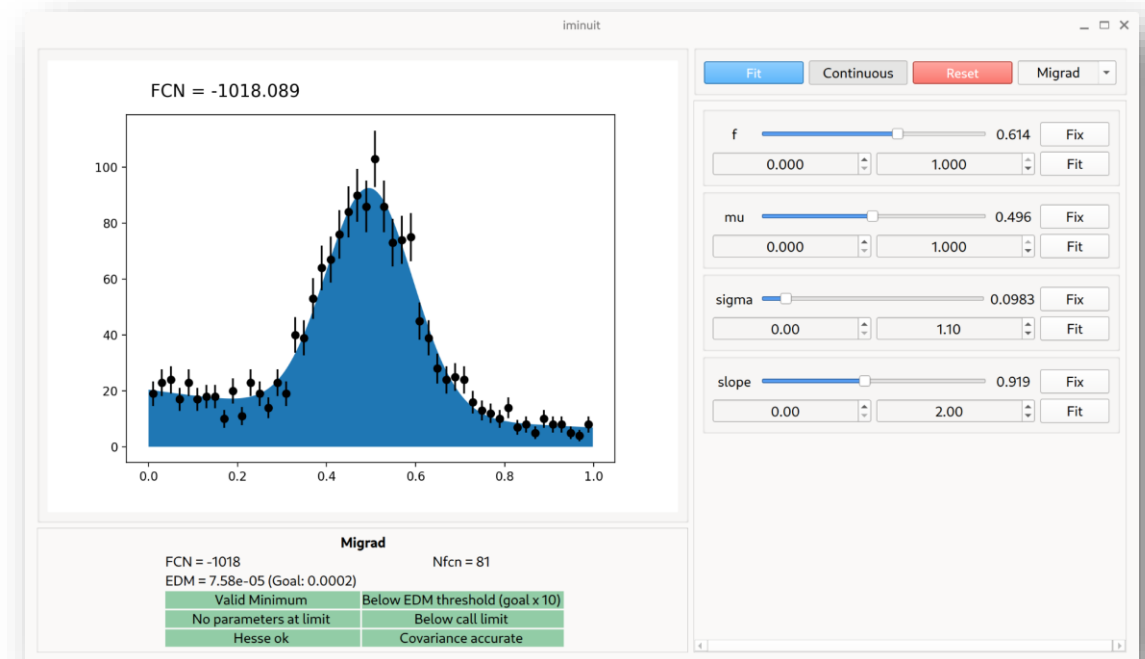 iminuit
FCN = -1018.089
100
80
60
40
20
0
0.0 0.2 0.4 0.6 0.8 1.0
Migrad
FCN = -1018 Nfcn = 81
EDM = 7.58e-05 (Goal: 0.0002)
Valid Minimum Below EDM threshold (goal x 10)
No parameters at limit Below call limit
Hesse ok Covariance accurate
Fit Continuous Reset Migrad
f 0.614 Fix
0.000 1.000 Fit
mu 0.496 Fix
0.000 1.000 Fit
sigma 0.0983 Fix
0.00 1.10 Fit
slope 0.919 Fix
0.00 2.00 Fit